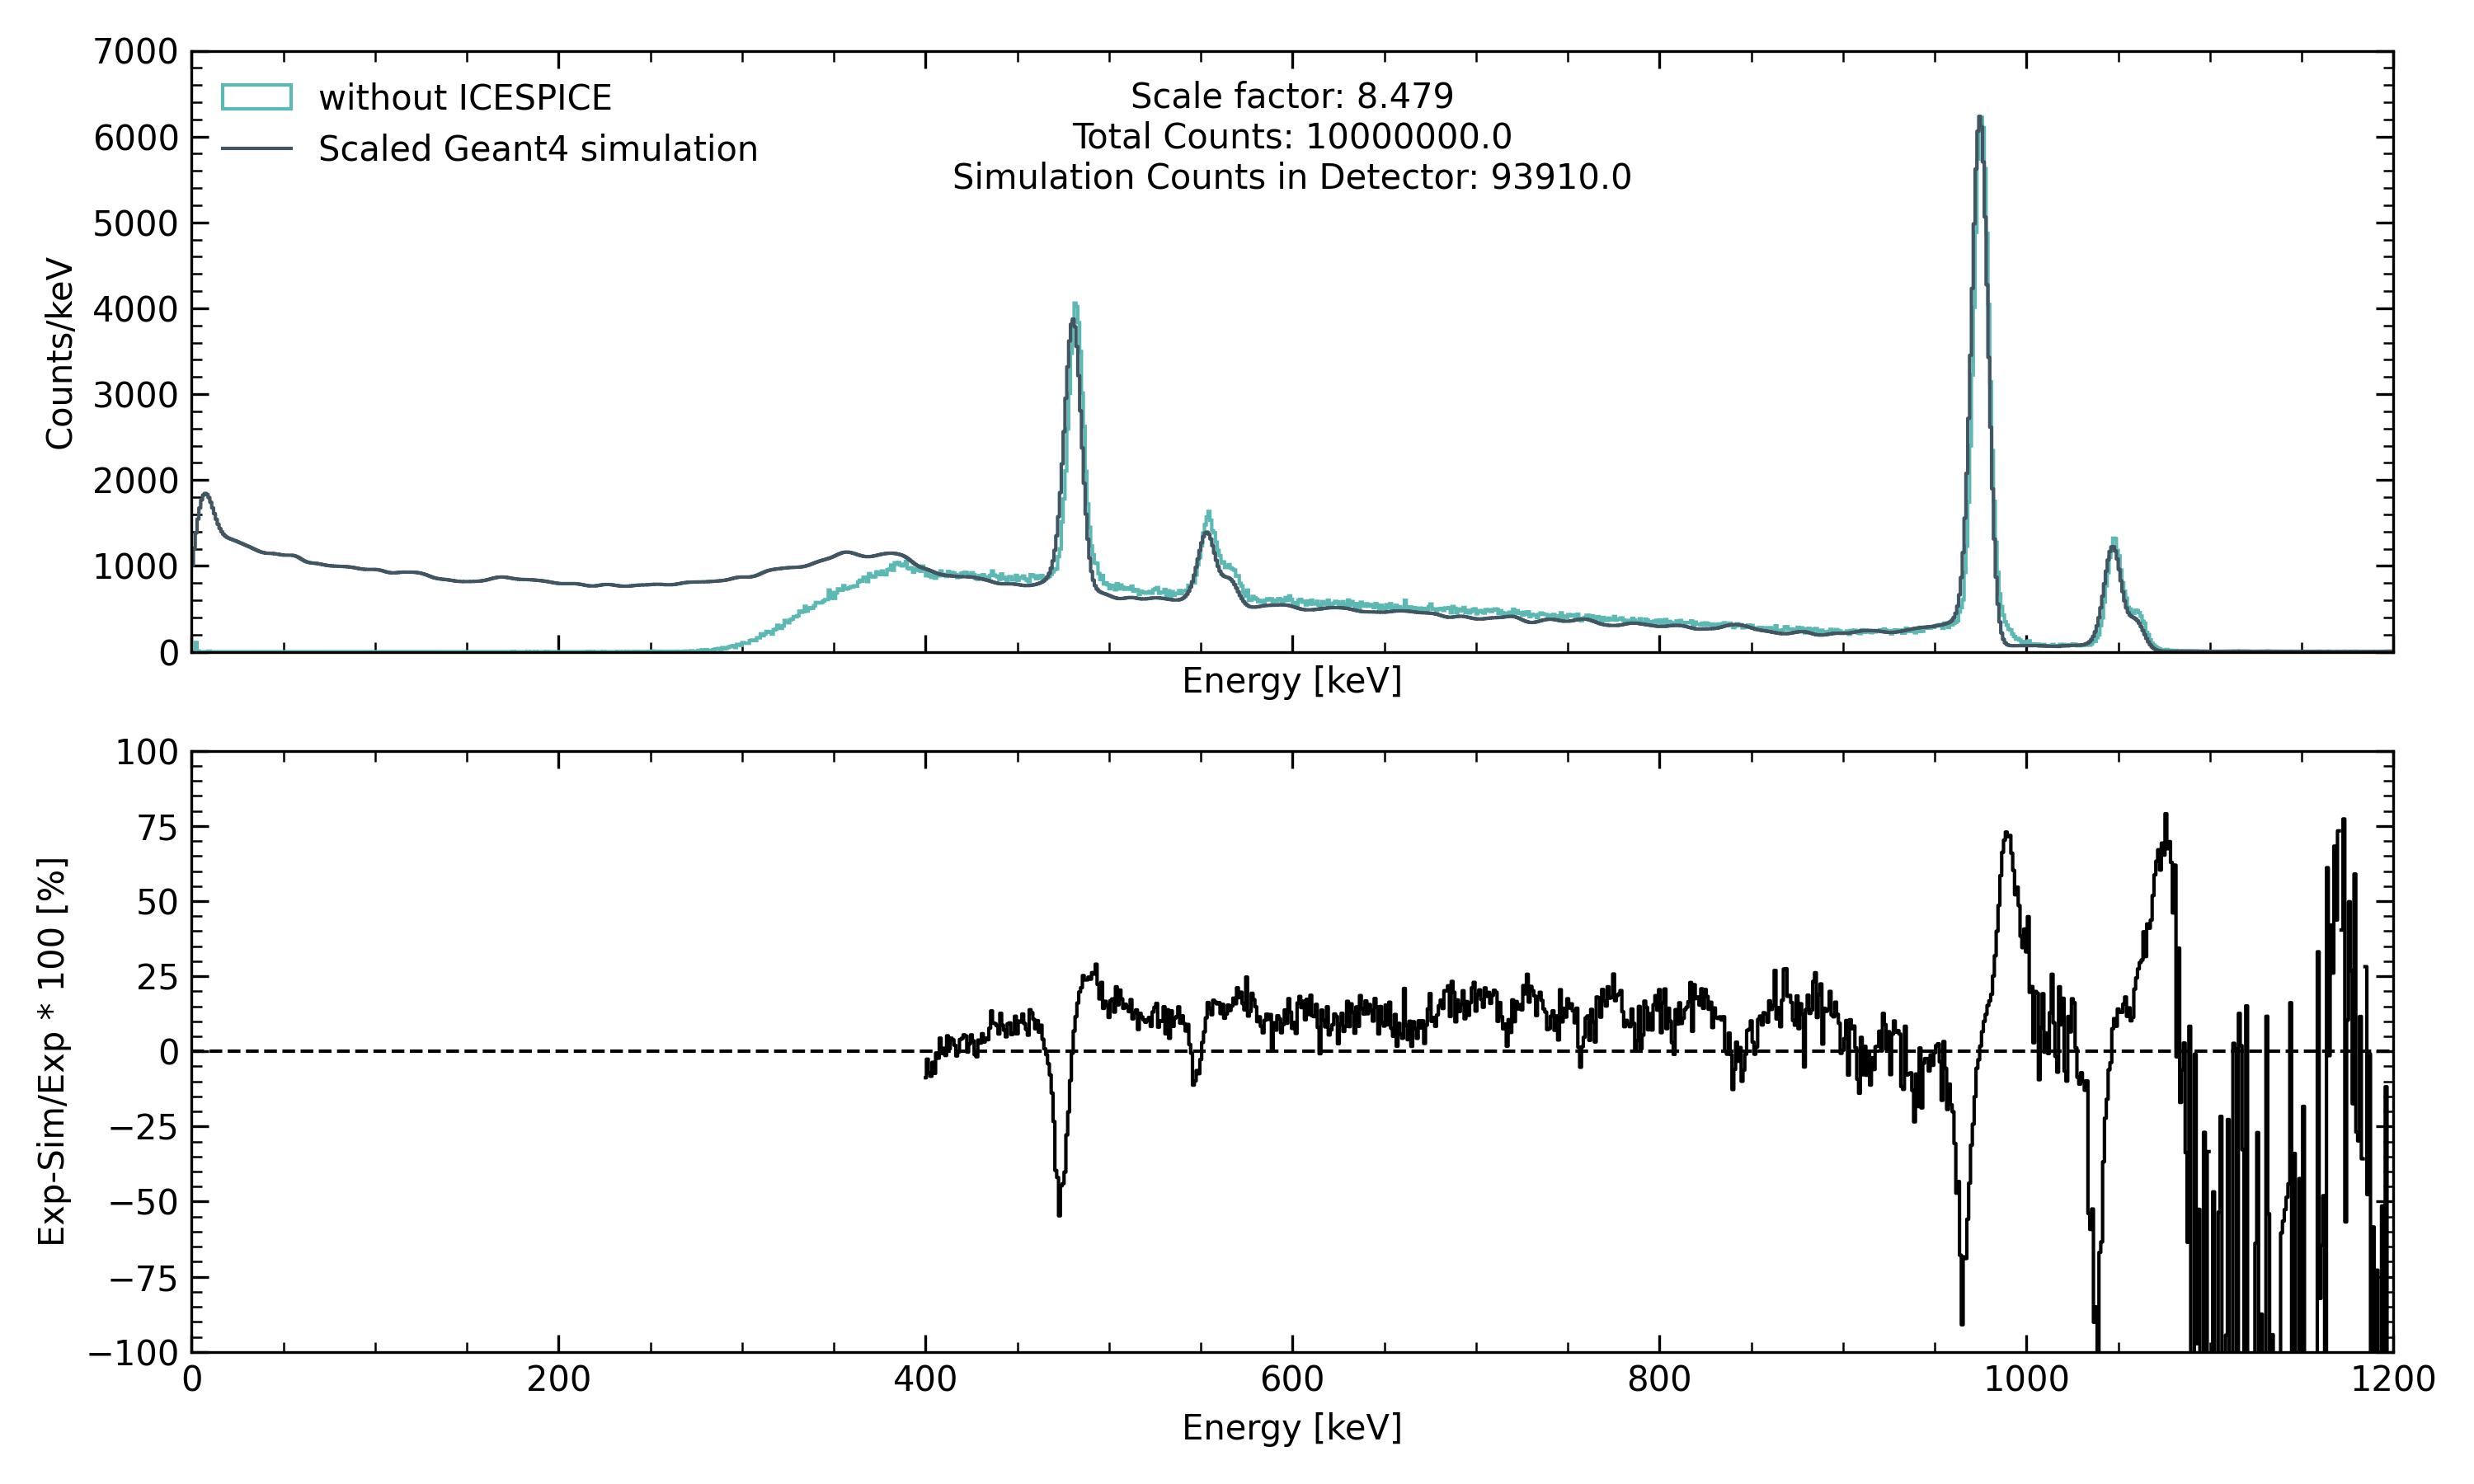 7000
6000
5000
4000
3000
2000
1000
0
Counts/keV
without ICESPICE
Scaled Geant4 simulation
Scale factor: 8.479
Total Counts: 10000000.0
Simulation Counts in Detector: 93910.0
Energy [keV]
100
75
50
25
0
−25
−50
−75
−100
Exp-Sim/Exp * 100 [%]
0 200 400 600 800 1000 1200
Energy [keV]